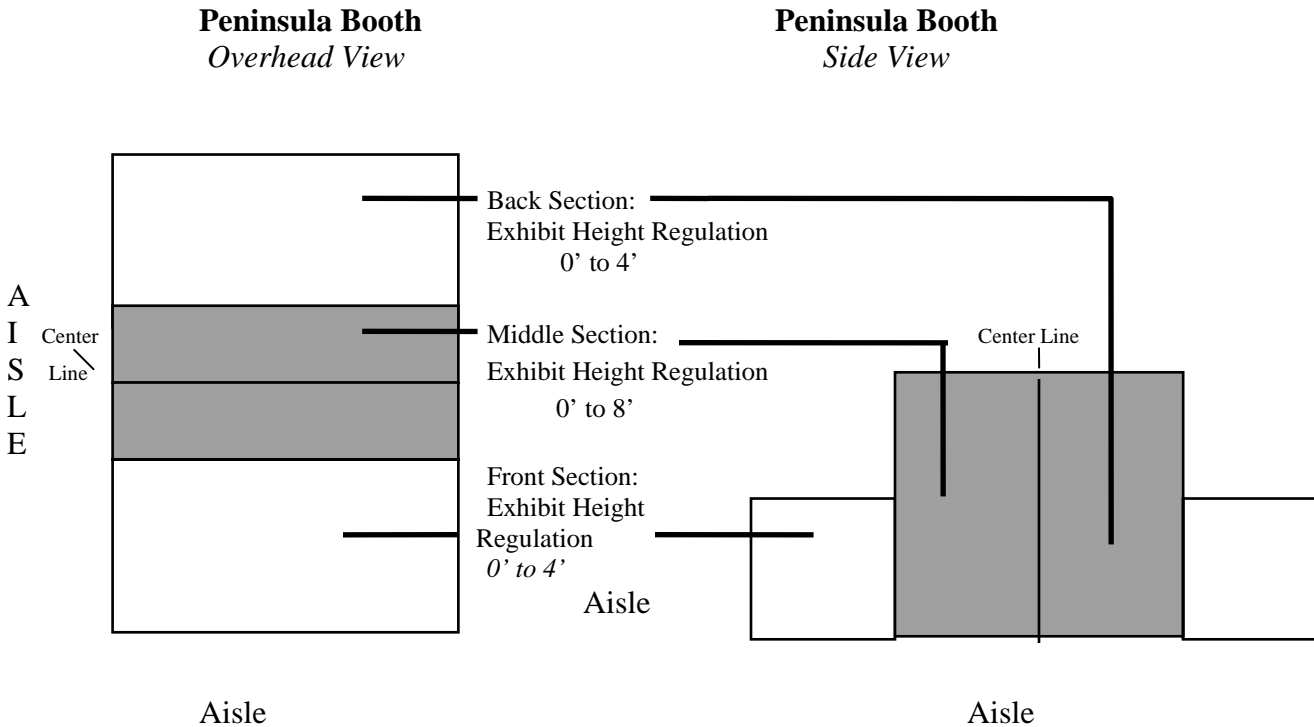 Peninsula Booth
Overhead View
Peninsula Booth
Side View
Back Section:
Exhibit Height Regulation
0’ to 4’
A
I
S
L
E
Center
Line
Middle Section:
Exhibit Height Regulation
0’ to 8’
Center Line
Front Section:
Exhibit Height
Regulation
0’ to 4’
Aisle
Aisle
Aisle